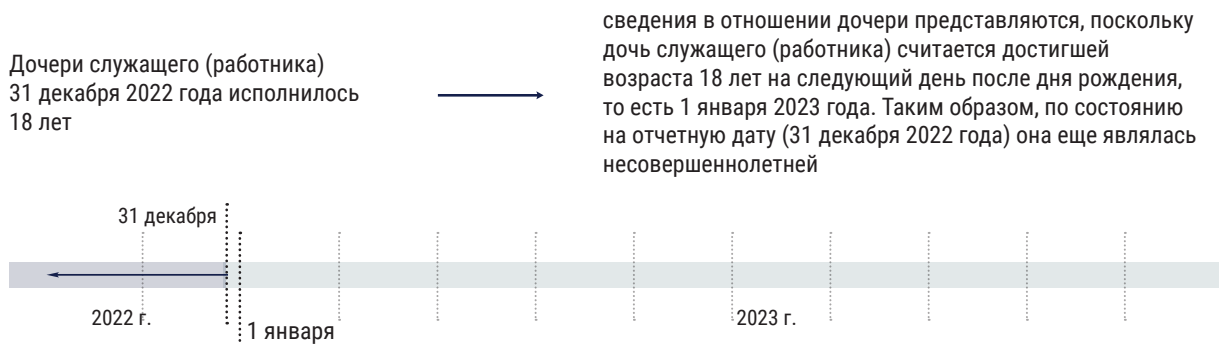 Дочери служащего (работника)
31 декабря 2022 года исполнилось
18 лет
сведения в отношении дочери представляются, поскольку
дочь служащего (работника) считается достигшей
возраста 18 лет на следующий день после дня рождения,
то есть 1 января 2023 года. Таким образом, по состоянию
на отчетную дату (31 декабря 2022 года) она еще являлась
несовершеннолетней
31 декабря
2022 г.
1 января
2023 г.